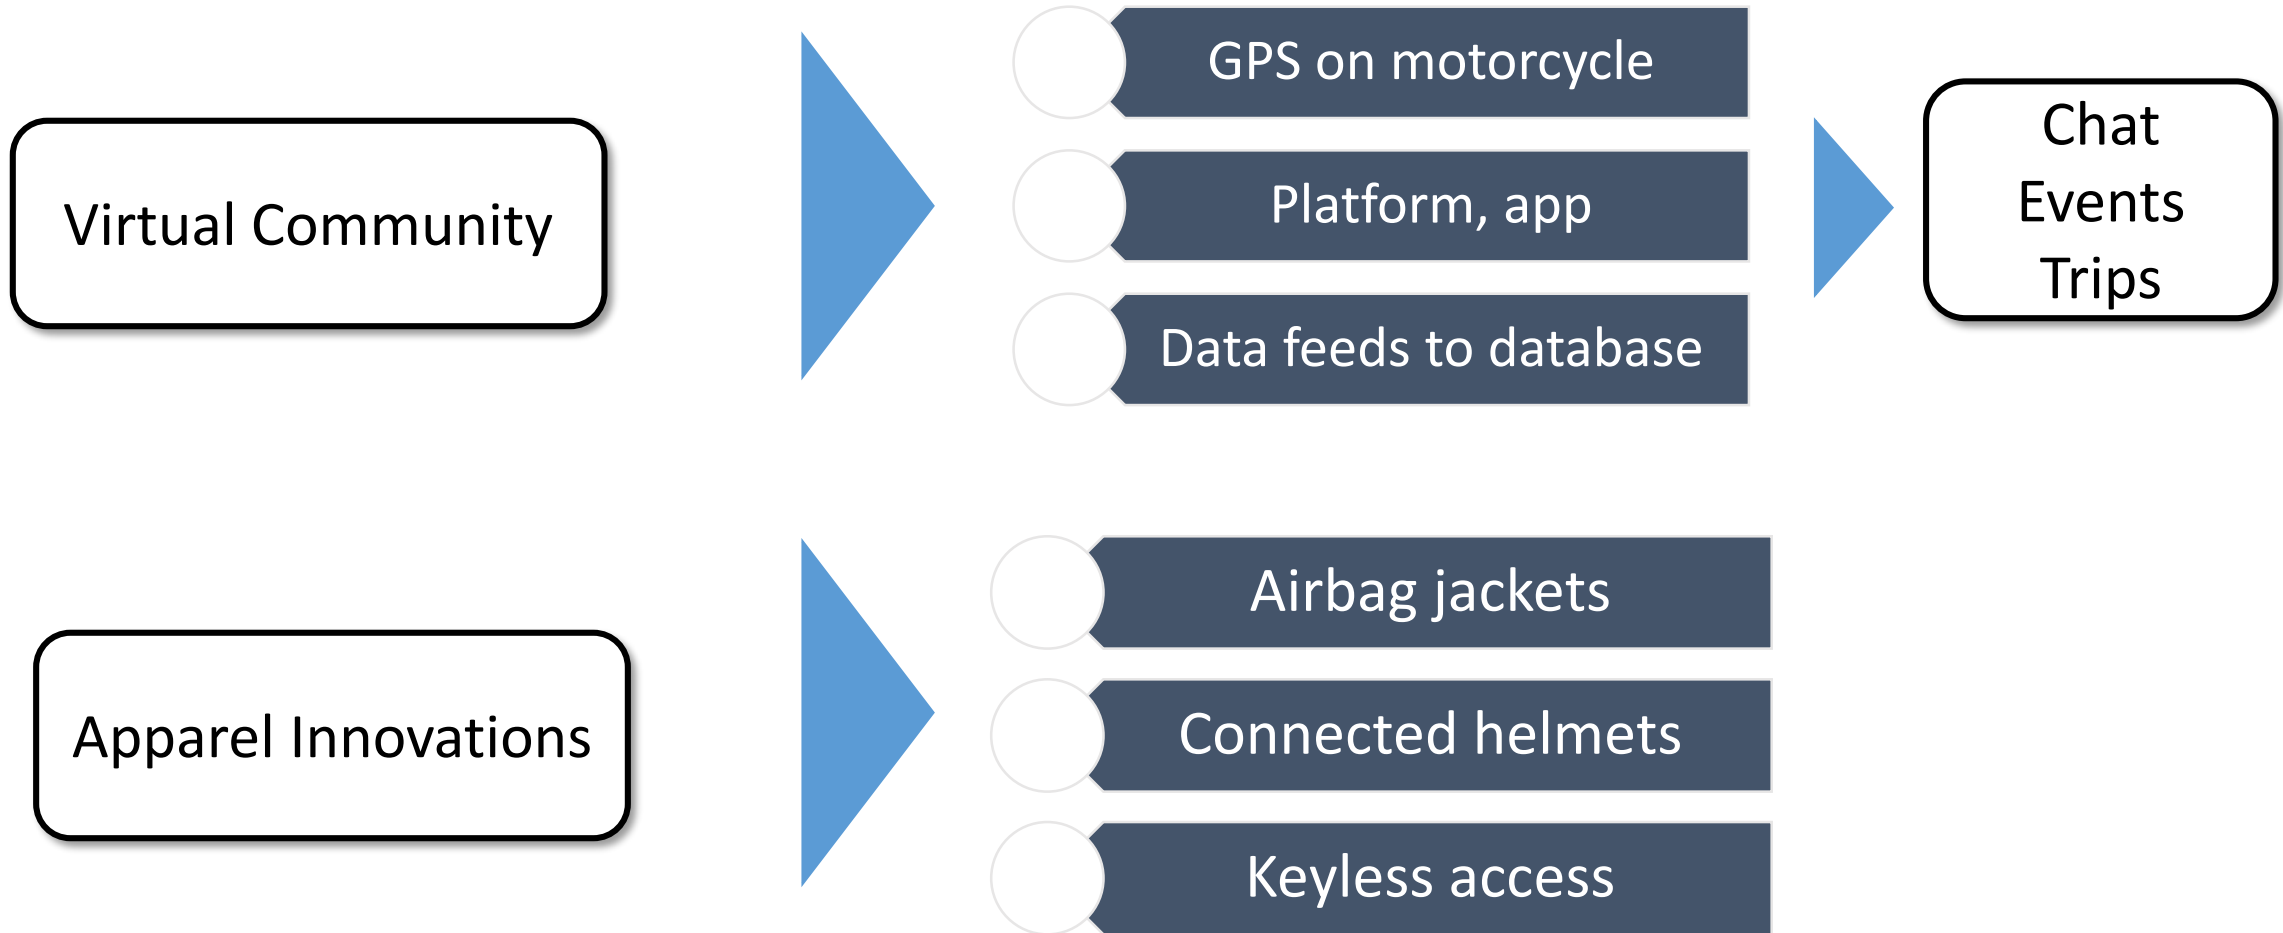 Virtual Community
GPS on motorcycle
Platform, app
Data feeds to database
Chat
Events
Trips
Apparel Innovations
Airbag jackets
Connected helmets
Keyless access